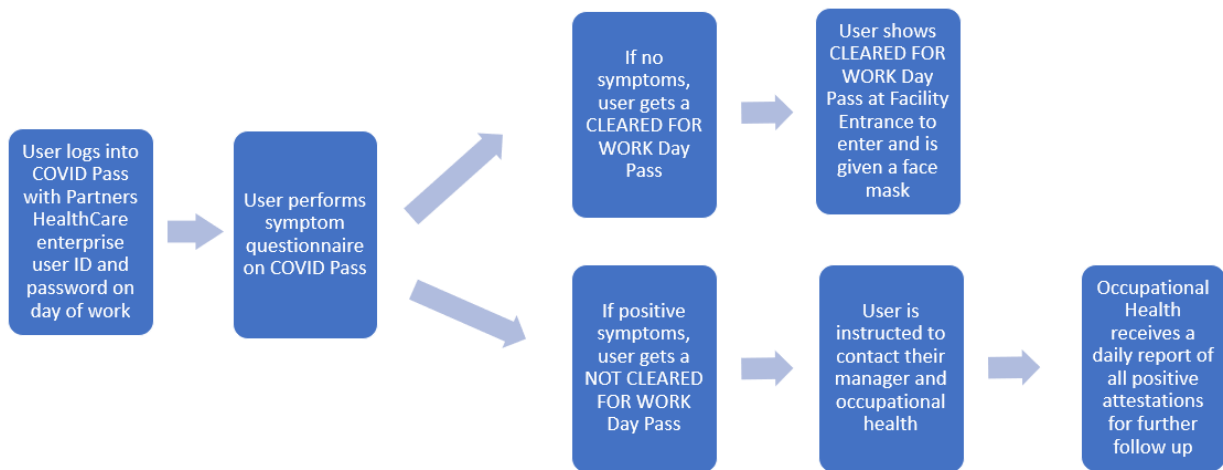 User logs into
COVID Pass
with Partners
HealthCare
enterprise
user ID and
password on
day of work
User performs
symptom
questionnaire
on COVID Pass
If no
symptoms,
user gets a
CLEARED FOR
WORK Day
Pass
User shows
CLEARED FOR
WORK Day
Pass at Facility
Entrance to
enter and is
given a face
mask
If positive
symptoms,
user gets a
NOT CLEARED
FOR WORK
Day Pass
User is
instructed to
contact their
manager and
occupational
health
Occupational
Health
receives a
daily report of
all positive
attestations
for further
follow up